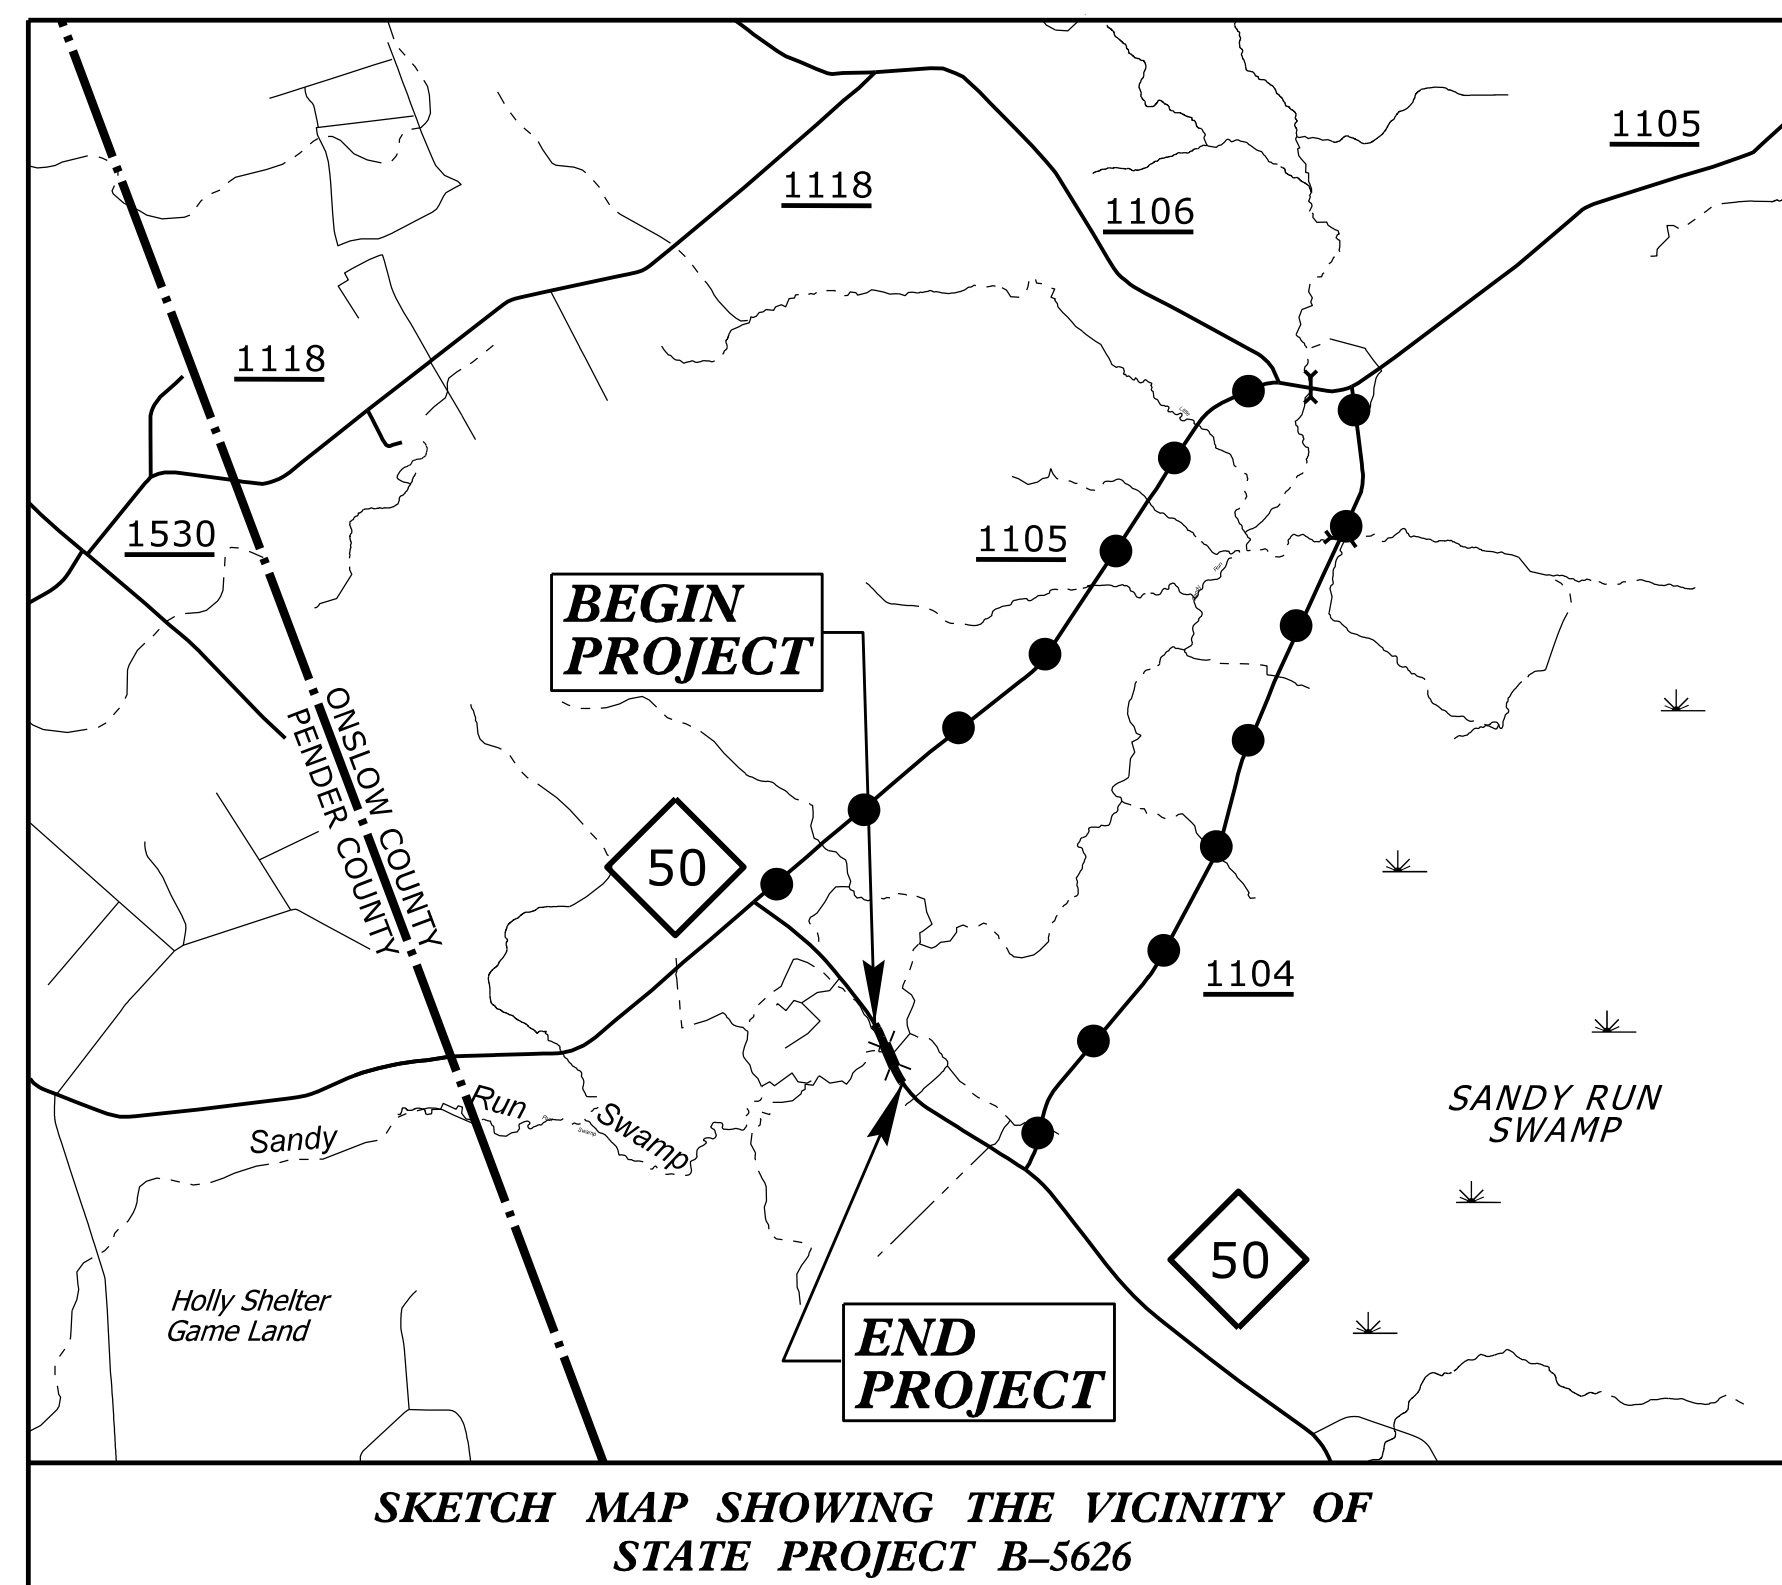 1105
1118
1106
1118
1530
1105
BEGIN
PROJECT
ONSLOW COUNTY
PENDER COUNTY
50
1104
Sandy
Run
Swamp
SANDY RUN
SWAMP
50
Holly Shelter
Game Land
END
PROJECT
SKETCH MAP SHOWING THE VICINITY OF
STATE PROJECT B–5626